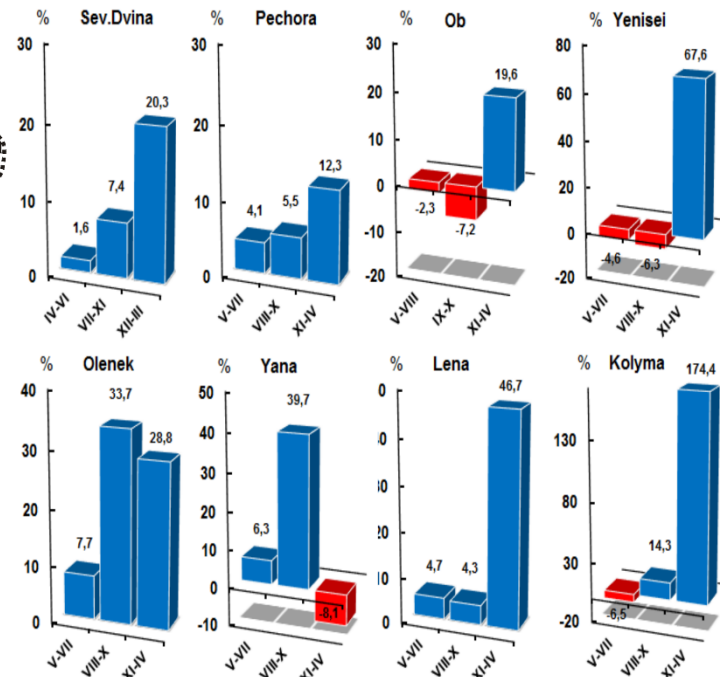 % Sev.Dvina
30
20
10
0
1,6
7,4
20,3
IV-VI
VII-XI
XII-III
% Pechora
30
20
10
0
4,1
5,5
12,3
V-VII
VIII-X
XI-IV
% Ob
30
20
10
0
-10
-20
-2,3
-7,2
19,6
V-VIII
IX-X
XI-IV
% Yenisei
80
60
40
20
0
-20
-4,6
-6,3
67,6
V-VII
VIII-X
XI-IV
% Olenek
40
30
20
10
0
7,7
33,7
28,8
V-VII
VIII-X
XI-IV
% Yana
50
40
30
20
10
0
-10
6,3
39,7
-8,1
V-VII
VIII-X
XI-IV
% Lena
0
0
0
20
10
0
4,7
4,3
46,7
V-VII
VIII-X
XI-IV
% Kolyma
130
80
30
-20
-6,5
14,3
174,4
V-VII
VIII-X
XI-IV